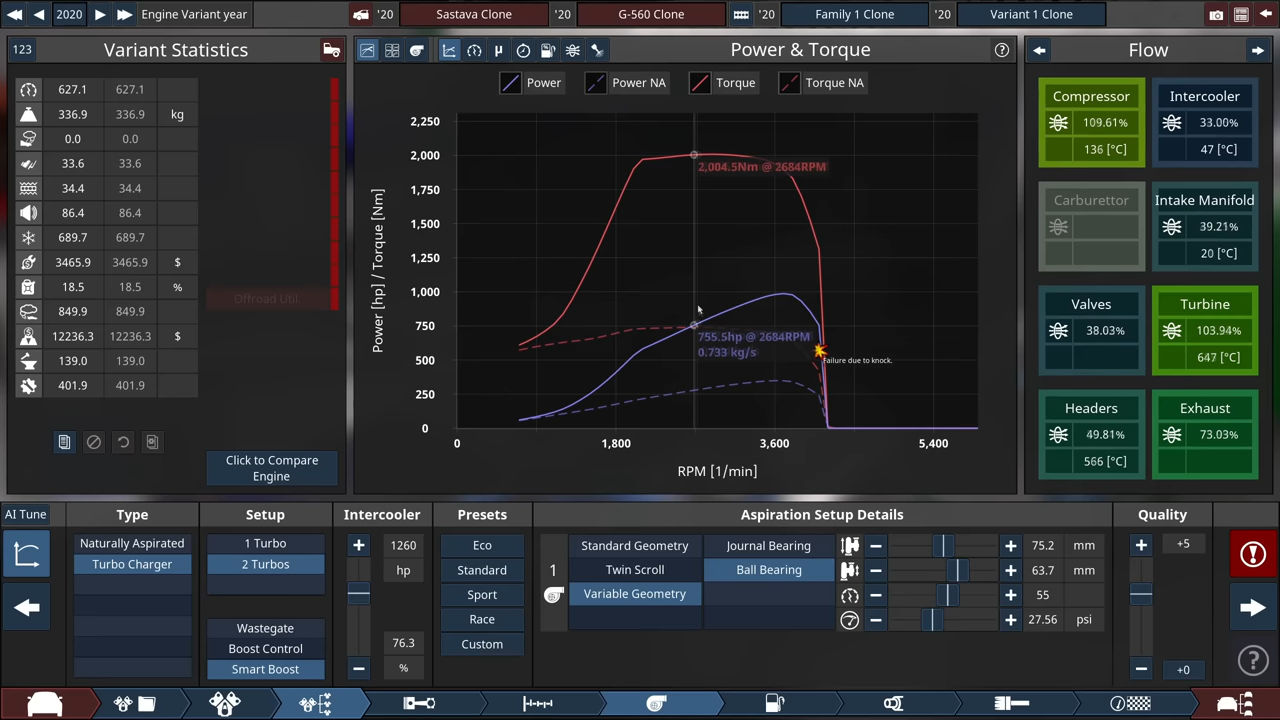 2020
Engine Variant year
'20
Sastava Clone
'20
G-560 Clone
'20
Family 1 Clone
'20
Variant 1 Clone
123
Variant Statistics
627.1 627.1
336.9 336.9 kg
0.0 0.0
33.6 33.6
34.4 34.4
86.4 86.4
689.7 689.7
3465.9 3465.9 $
18.5 18.5 %
849.9 849.9
12236.3 12236.3 $
139.0 139.0
401.9 401.9
Offroad Util.
Click to Compare
Engine
μ
Power & Torque
?
Power
Power NA
Torque
Torque NA
Power [hp] / Torque [Nm]
2,250
2,000
1,750
1,500
1,250
1,000
750
500
250
0
2,004.5Nm @ 2684RPM
755.5hp @ 2684RPM
0.733 kg/s
Failure due to knock.
0
1,800
3,600
5,400
RPM [1/min]
Flow
Compressor
109.61%
136 [°C]
Intercooler
33.00%
47 [°C]
Carburettor
Intake Manifold
39.21%
20 [°C]
Valves
38.03%
Turbine
103.94%
647 [°C]
Headers
49.81%
566 [°C]
Exhaust
73.03%
AI Tune
Type
Naturally Aspirated
Turbo Charger
Setup
1 Turbo
2 Turbos
Wastegate
Boost Control
Smart Boost
Intercooler
1260
hp
76.3
%
Presets
Eco
Standard
Sport
Race
Custom
Aspiration Setup Details
1
Standard Geometry
Twin Scroll
Variable Geometry
Journal Bearing
Ball Bearing
75.2 mm
63.7 mm
55
27.56 psi
Quality
+5
+0
?